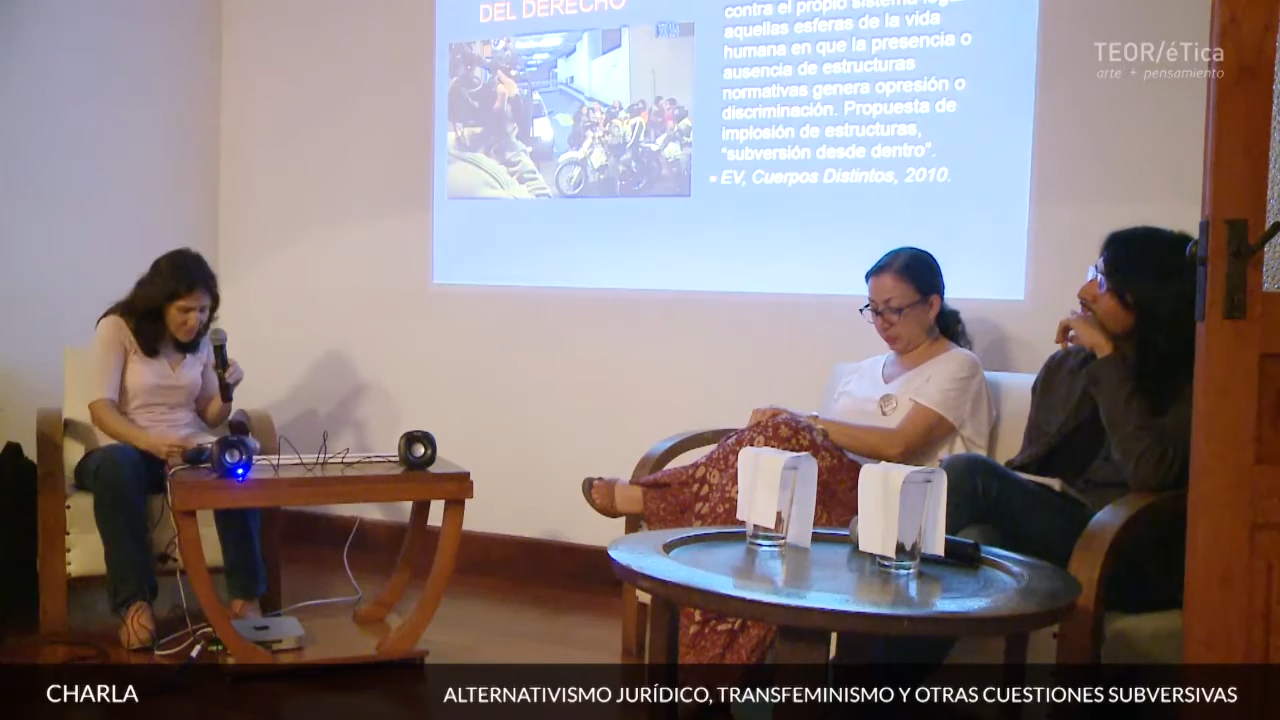 DEL DERECHO
contra el propio sistema
aquellas esferas de la vida
humana en que la presencia o
ausencia de estructuras
normativas genera opresión o
discriminación. Propuesta de
implosión de estructuras,
"subversión desde dentro".
EV, Cuerpos Distintos, 2010.
TEOR/éTica
arte + pensamiento
CHARLA
ALTERNATIVISMO JURÍDICO, TRANSFEMINISMO Y OTRAS CUESTIONES SUBVERSIVAS